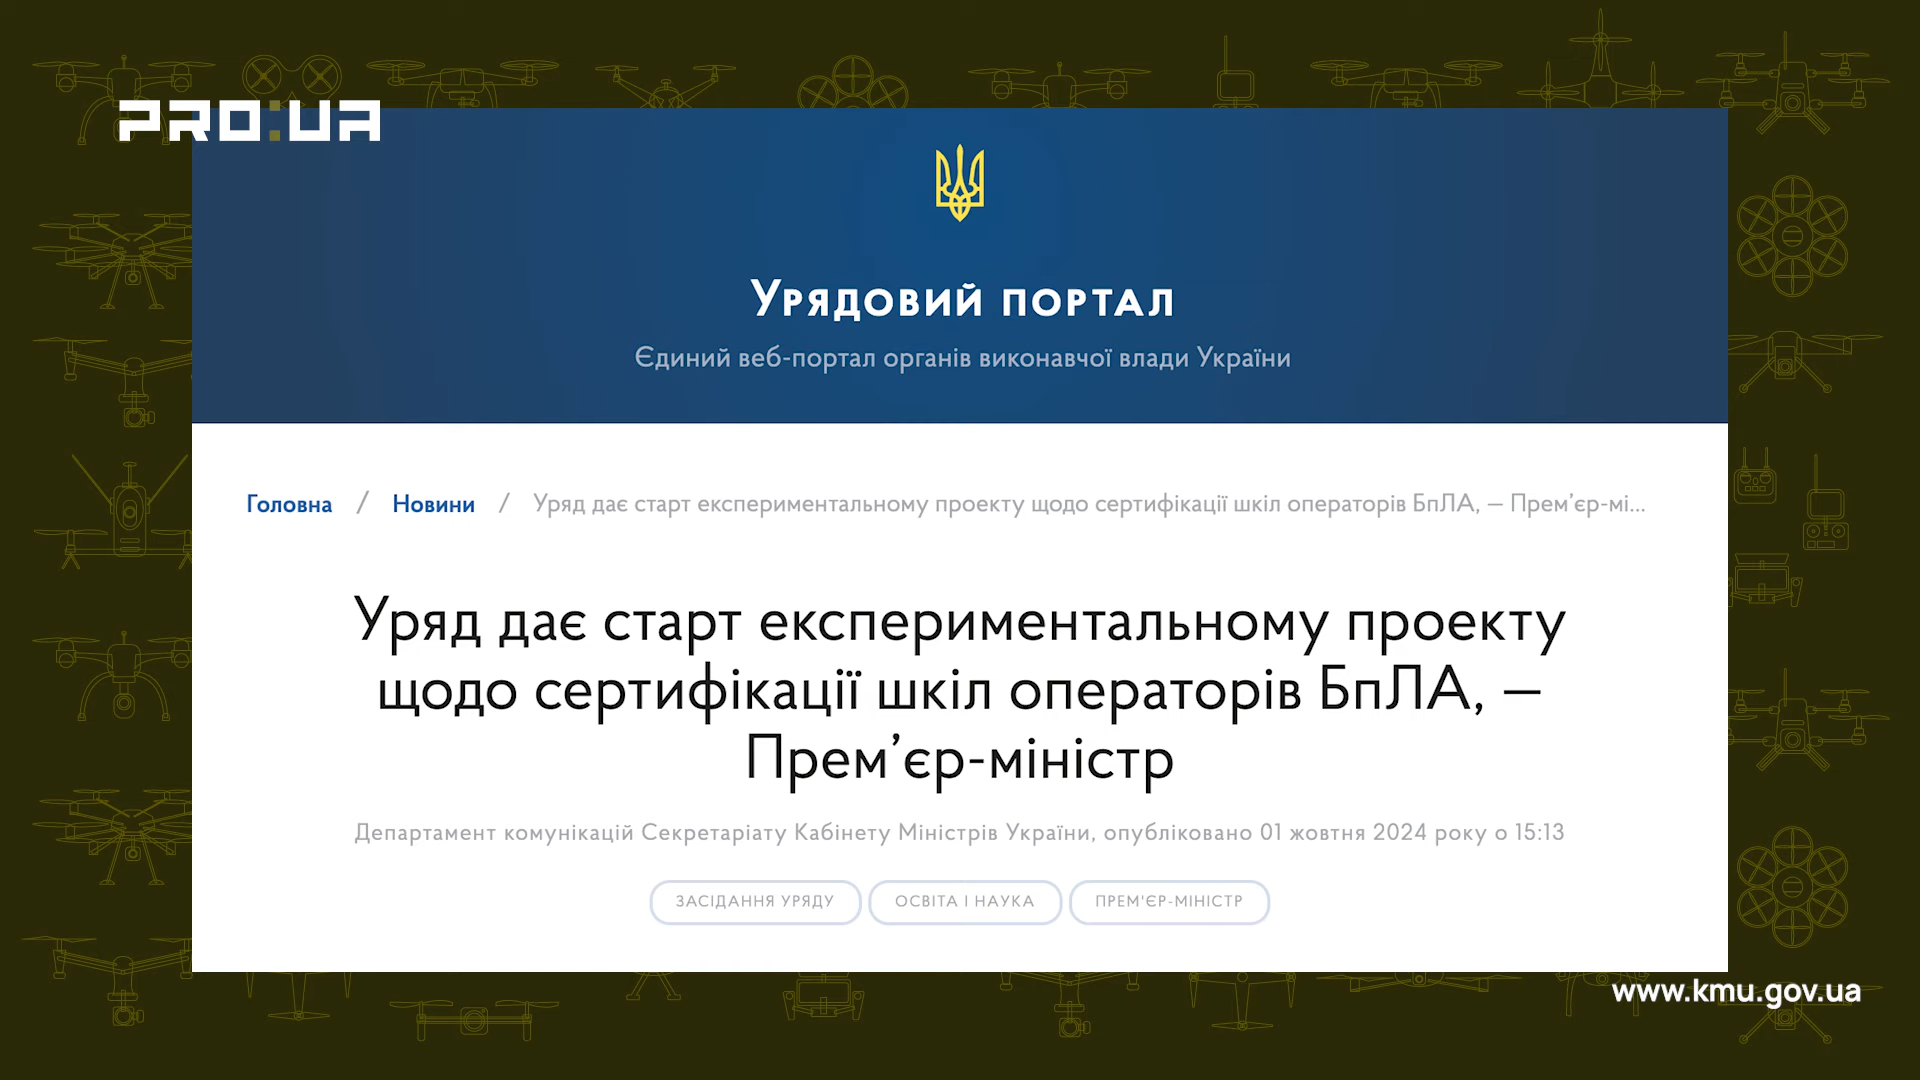 PRO:UA
Урядовий портал
Єдиний веб-портал органів виконавчої влади України
Головна / Новини / Уряд дає старт експериментальному проекту щодо сертифікації шкіл операторів БпЛА, — Прем’єр-мі...
Уряд дає старт експериментальному проекту
щодо сертифікації шкіл операторів БпЛА, —
Прем’єр-міністр
Департамент комунікацій Секретаріату Кабінету Міністрів України, опубліковано 01 жовтня 2024 року о 15:13
ЗАСІДАННЯ УРЯДУ ОСВІТА І НАУКА ПРЕМ'ЄР-МІНІСТР
www.kmu.gov.ua